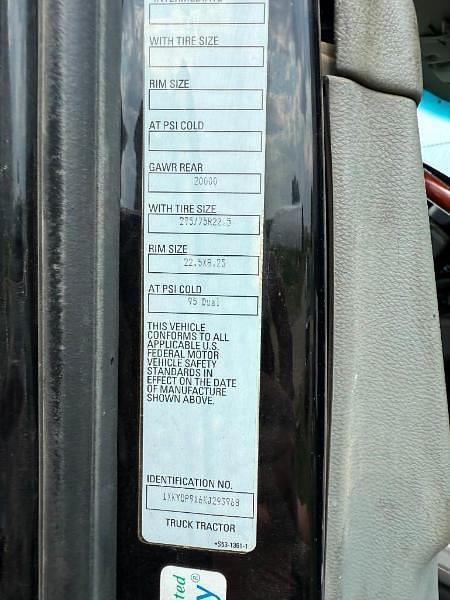 INTERMEDIATE
WITH TIRE SIZE
RIM SIZE
AT PSI COLD
GAWR REAR
20000
WITH TIRE SIZE
275/75R22.5
RIM SIZE
22.5X8.25
AT PSI COLD
95 Dual
THIS VEHICLE
CONFORMS TO ALL
APPLICABLE U.S.
FEDERAL MOTOR
VEHICLE SAFETY
STANDARDS IN
EFFECT ON THE DATE
OF MANUFACTURE
SHOWN ABOVE.
IDENTIFICATION NO.
TRUCK TRACTOR